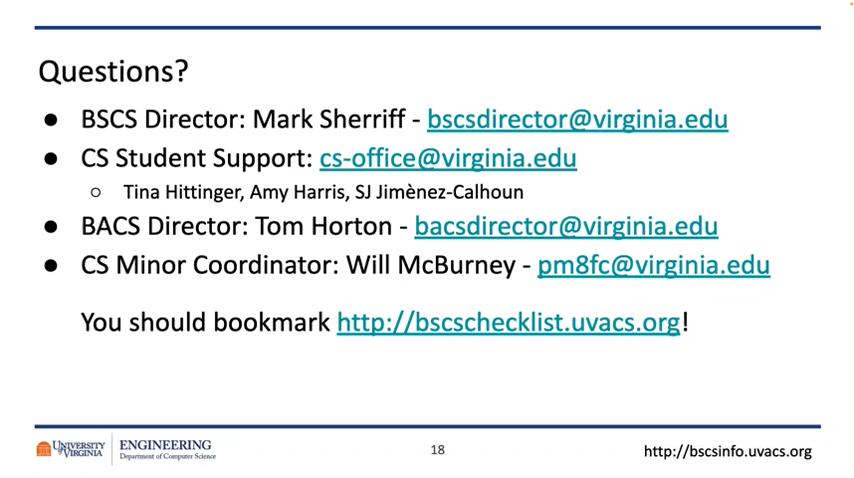 Questions?
● BSCS Director: Mark Sherriff - bscsdirector@virginia.edu
● CS Student Support: cs-office@virginia.edu
○ Tina Hittinger, Amy Harris, SJ Jimènez-Calhoun
● BACS Director: Tom Horton - bacsdirector@virginia.edu
● CS Minor Coordinator: Will McBurney - pm8fc@virginia.edu
You should bookmark http://bscschecklist.uvacs.org!
UNIVERSITY of VIRGINIA
ENGINEERING
Department of Computer Science
18
http://bscsinfo.uvacs.org